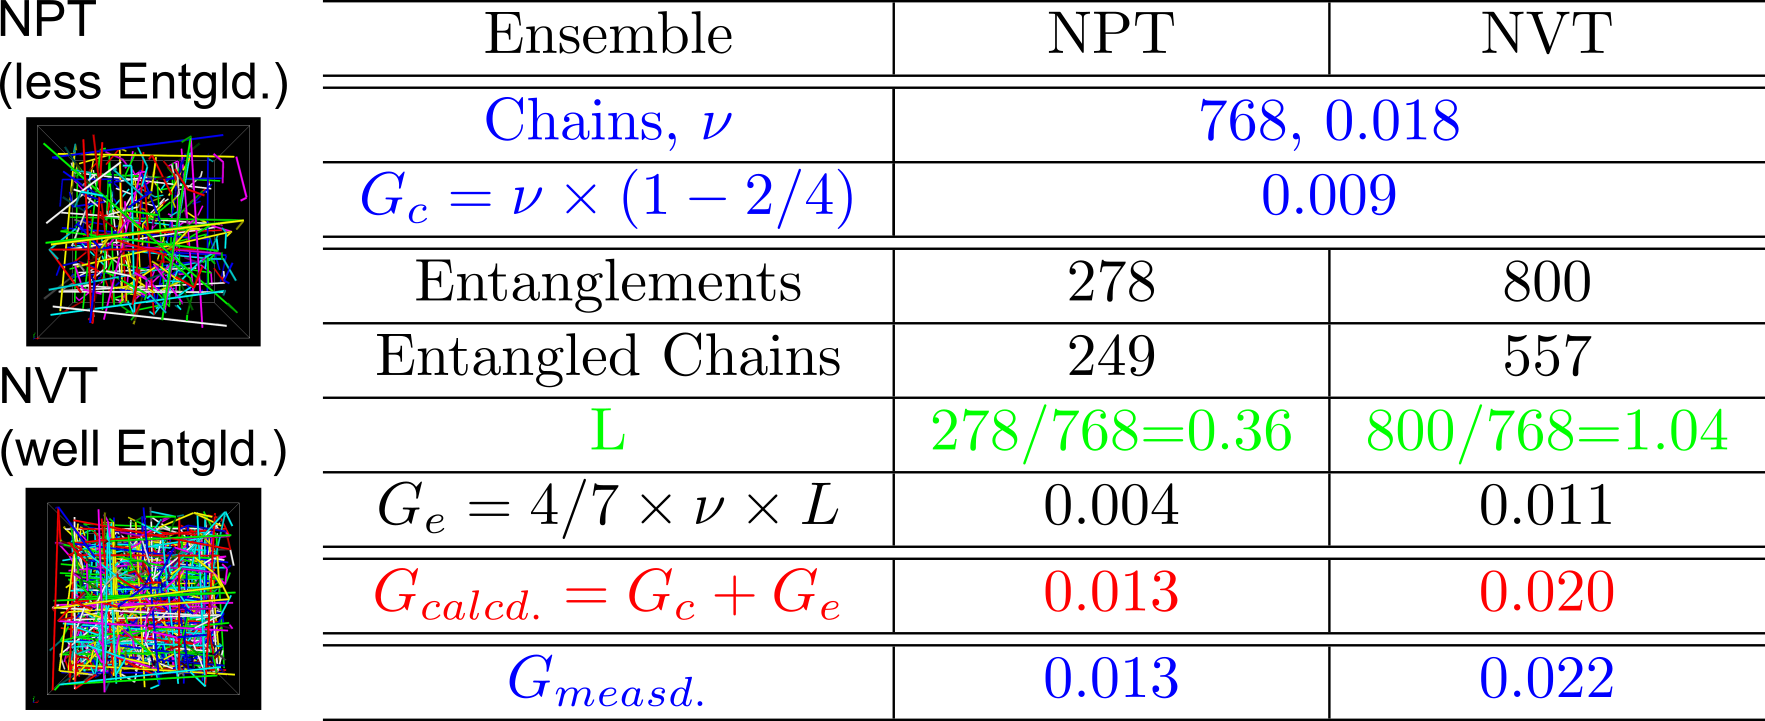 NPT
(less Entgld.)
NVT
(well Entgld.)
Ensemble NPT NVT
Chains, ν 768, 0.018
G_c = ν × (1 − 2/4) 0.009
Entanglements 278 800
Entangled Chains 249 557
L 278/768=0.36 800/768=1.04
G_e = 4/7 × ν × L 0.004 0.011
G_calcd. = G_c + G_e 0.013 0.020
G_measd. 0.013 0.022